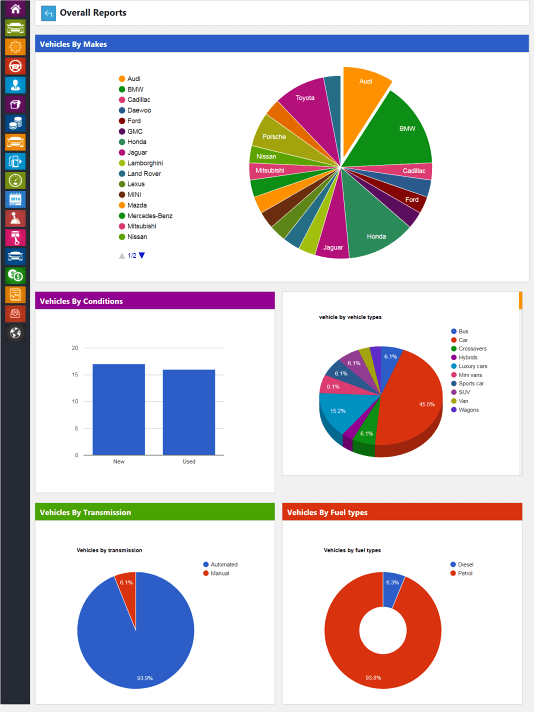 Overall Reports
Vehicles By Makes
Audi
BMW
Cadillac
Daewoo
Ford
GMC
Honda
Jaguar
Lamborghini
Land Rover
Lexus
MINI
Mazda
Mercedes-Benz
Mitsubishi
Nissan
1/2
Audi
BMW
Cadillac
Ford
Honda
Jaguar
Mitsubishi
Nissan
Porsche
Toyota
Vehicles By Conditions
20
15
10
5
0
New
Used
vehicle by vehicle types
Bus
Car
Crossovers
Hybrids
Luxury cars
Mini vans
Sports car
SUV
Van
Wagons
6.1%
45.5%
6.1%
15.2%
6.1%
6.1%
6.1%
Vehicles By Transmission
Vehicles by transmission
Automated
Manual
6.1%
93.9%
Vehicles By Fuel types
Vehicles by fuel types
Diesel
Petrol
6.3%
93.8%